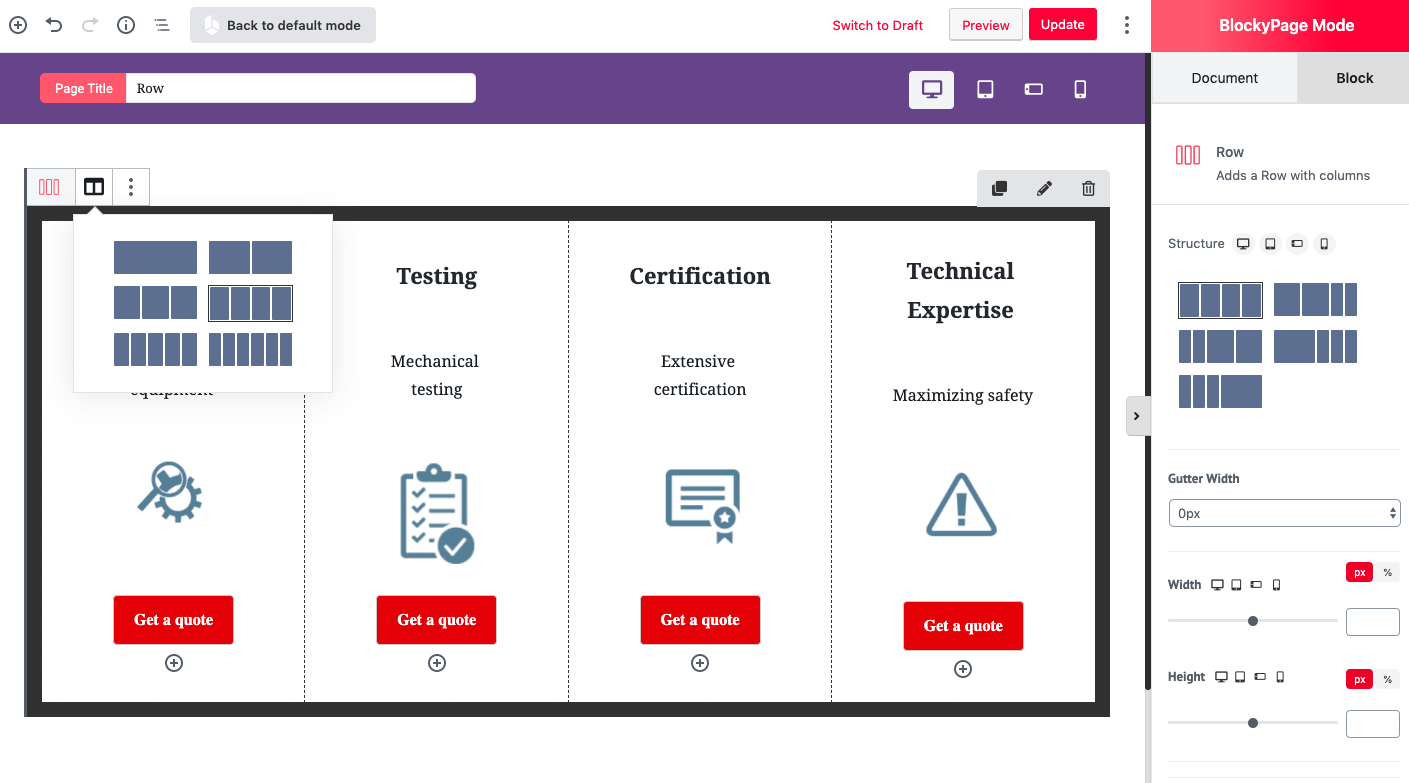 Back to default mode
Switch to Draft
Preview
Update
BlockyPage Mode
Page Title
Row
Document
Block
Row
Adds a Row with columns
Structure
Testing
Certification
Technical
Expertise
Mechanical
testing
Extensive
certification
Maximizing safety
equipment
Get a quote
Get a quote
Get a quote
Get a quote
Gutter Width
0px
Width
px
%
Height
px
%